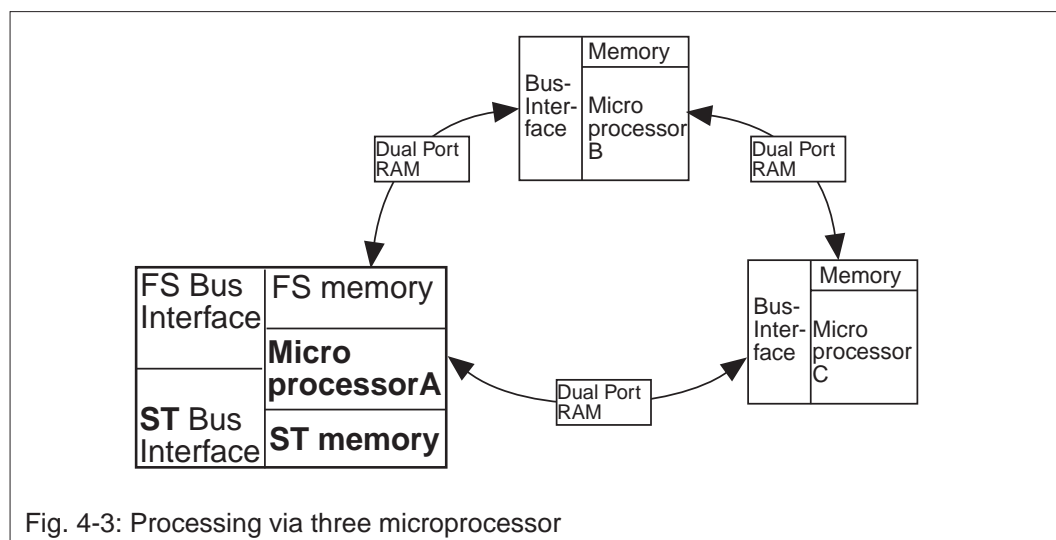 Memory
Bus-
Inter-
face
Micro
processor
B
Dual Port
RAM
Dual Port
RAM
FS Bus
Interface
FS memory
Micro
processorA
ST Bus
Interface
ST memory
Memory
Bus-
Inter-
face
Micro
processor
C
Dual Port
RAM
Fig. 4-3: Processing via three microprocessor